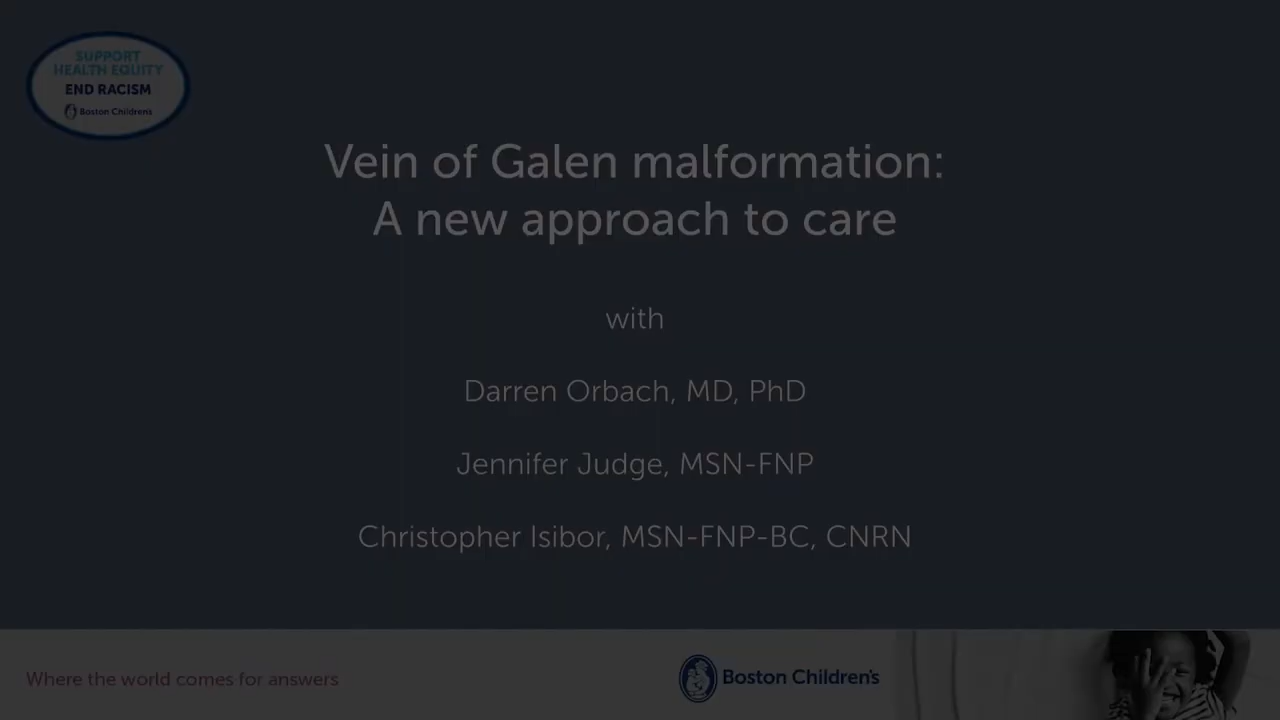 SUPPORT
HEALTH EQUITY
END RACISM
Boston Children's
Vein of Galen malformation:
A new approach to care
with
Darren Orbach, MD, PhD
Jennifer Judge, MSN-FNP
Christopher Isibor, MSN-FNP-BC, CNRN
Where the world comes for answers
Boston Children's